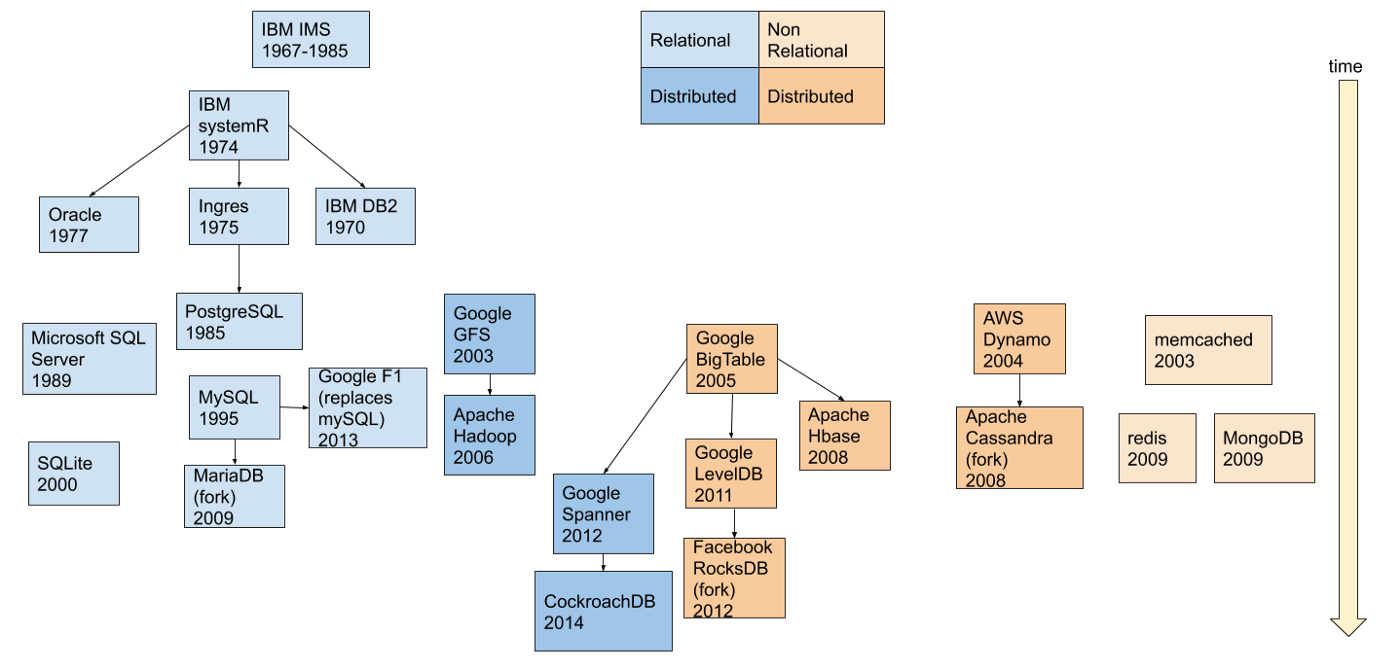 IBM IMS
1967-1985
Relational
Non
Relational
Distributed
Distributed
time
IBM
systemR
1974
Oracle
1977
Ingres
1975
IBM DB2
1970
PostgreSQL
1985
Microsoft SQL
Server
1989
MySQL
1995
Google F1
(replaces
mySQL)
2013
SQLite
2000
MariaDB
(fork)
2009
Google
GFS
2003
Apache
Hadoop
2006
Google
BigTable
2005
Apache
Hbase
2008
Google
LevelDB
2011
Google
Spanner
2012
Facebook
RocksDB
(fork)
2012
CockroachDB
2014
AWS
Dynamo
2004
Apache
Cassandra
(fork)
2008
memcached
2003
redis
2009
MongoDB
2009